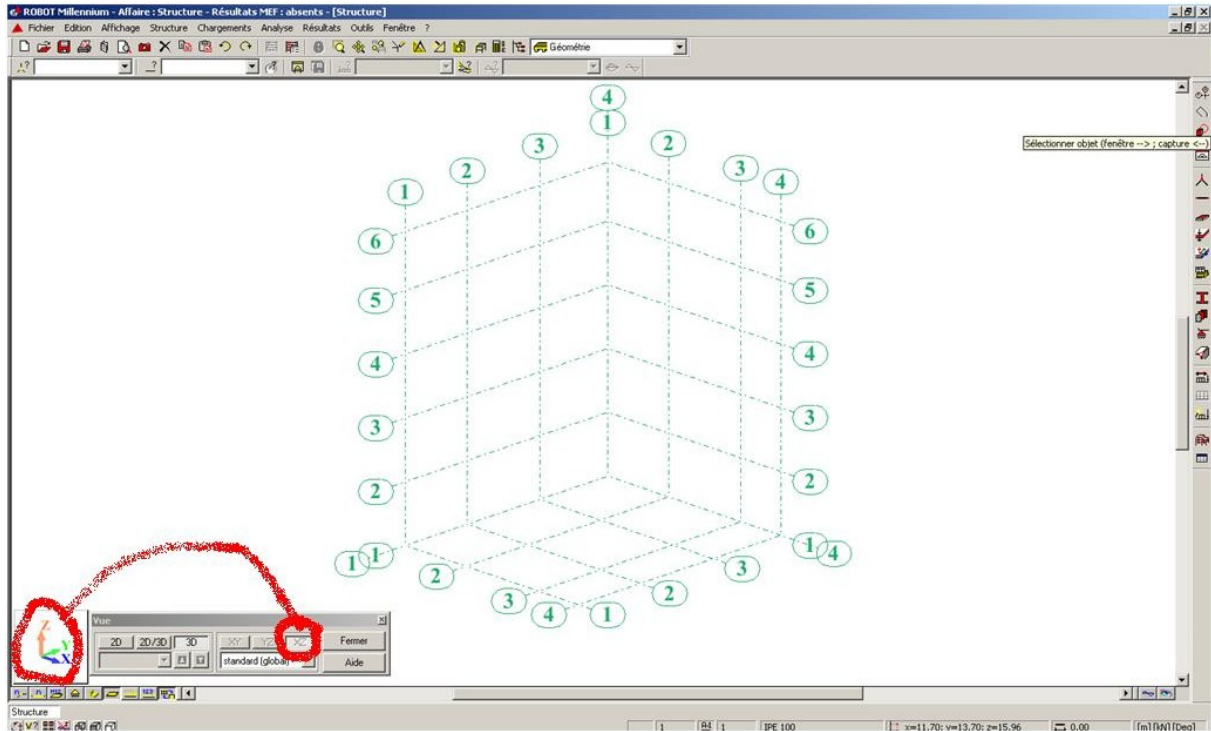 ROBOT Millennium - Affaire : Structure - Résultats MEF : absents - [Structure]
Fichier Edition Affichage Structure Chargements Analyse Résultats Outils Fenêtre ?
Géométrie
4
1
3 2
2 3
1 4
Sélectionner objet (fenêtre --> ; capture <--)
6 6
5 5
4 4
3 3
2 2
1 1 1 4
2 3
3 2
4 1
Z
Y
X
Vue
2D 2D/3D 3D XY YZ XZ Fermer
standard (global) Aide
Structure
1 1 IPE 100 x=11.70; y=13.70; z=15.96 0.00 [m] [kN] [Deg]